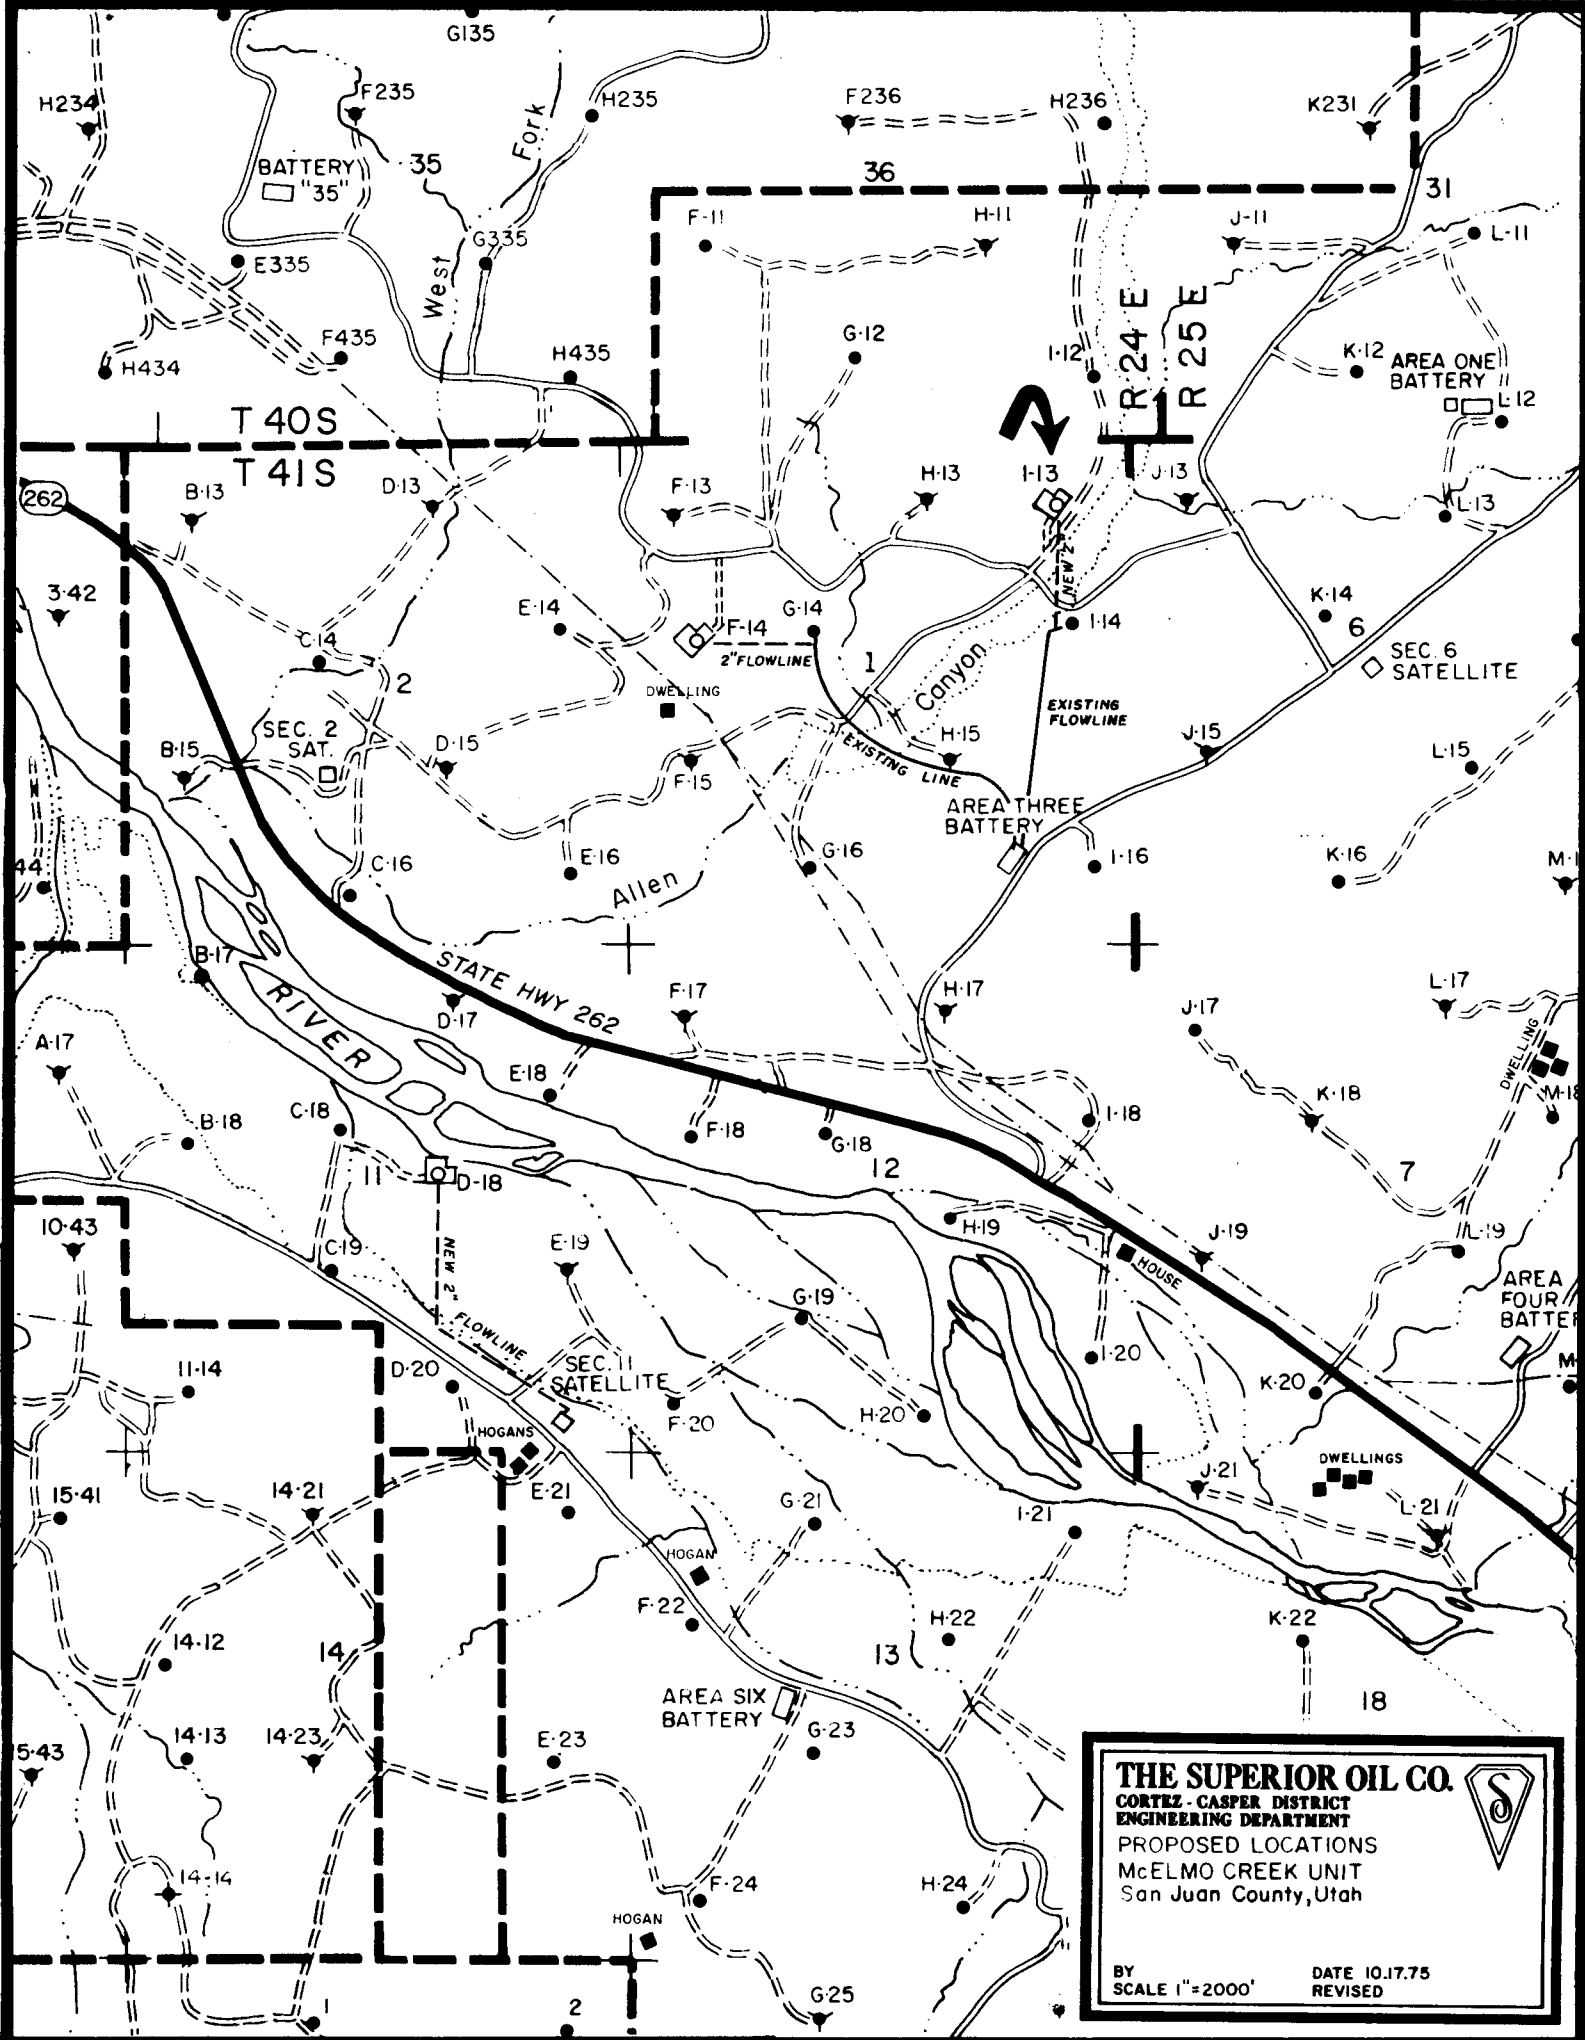 G135
H234
F235
H235
F236
H236
K231
Fork
35
BATTERY
"35"
36
31
F-11
H-11
J-11
L-11
E335
G335
West
R 24 E
R 25 E
H434
F435
H435
G-12
I-12
K-12
AREA ONE
BATTERY
L-12
T 40S
T 41S
262
B-13
D-13
F-13
H-13
I-13
J-13
L-13
NEW 2"
3-42
C-14
E-14
F-14
2" FLOWLINE
G-14
I-14
K-14
6
SEC. 6
SATELLITE
2
1
DWELLING
Canyon
EXISTING
FLOWLINE
SEC. 2
SAT.
B-15
D-15
F-15
H-15
J-15
L-15
EXISTING LINE
AREA THREE
BATTERY
44
C-16
E-16
G-16
I-16
K-16
M-1
Allen
B-17
RIVER
STATE HWY 262
D-17
F-17
H-17
J-17
L-17
DWELLING
A-17
E-18
B-18
C-18
F-18
G-18
I-18
K-18
M-18
11
D-18
12
7
10-43
C-19
NEW 2"
FLOWLINE
E-19
G-19
H-19
HOUSE
J-19
L-19
AREA
FOUR
BATTER
11-14
D-20
SEC. 11
SATELLITE
F-20
H-20
I-20
K-20
M-
HOGANS
DWELLINGS
15-41
14-21
E-21
G-21
I-21
J-21
L-21
HOGAN
F-22
H-22
K-22
14-12
14
13
18
AREA SIX
BATTERY
5-43
14-13
14-23
E-23
G-23
14-14
F-24
H-24
HOGAN
1
2
G-25
THE SUPERIOR OIL CO.
CORTEZ - CASPER DISTRICT
ENGINEERING DEPARTMENT
PROPOSED LOCATIONS
McELMO CREEK UNIT
San Juan County, Utah
S
BY
DATE 10.17.75
SCALE 1"=2000'
REVISED